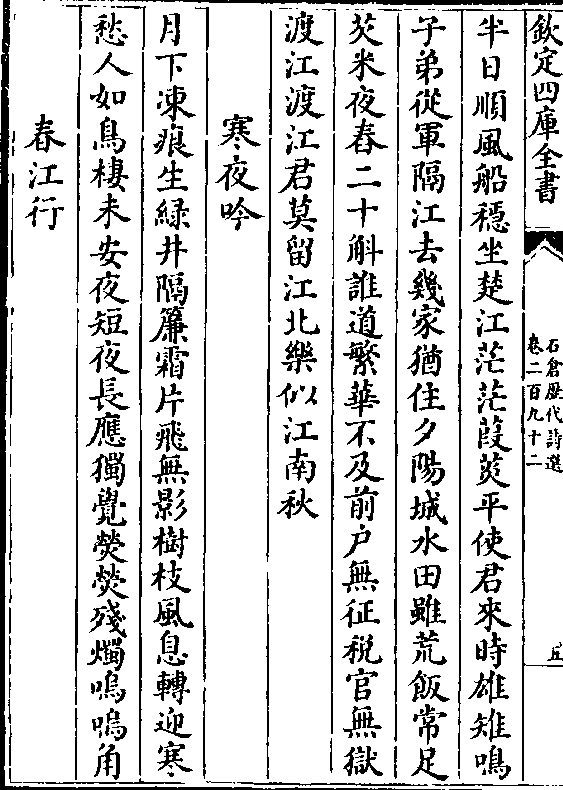 欽定四庫全書
石倉歷代詩選
卷二百九十二
五
半日順風船穩坐楚江茫茫葭菼平使君來時雄雉鳴
子弟從軍隔江去幾家猶住夕陽城水田雖荒飯常足
芡米夜舂二十斛誰道繁華不及前户無征税官無獄
渡江渡江君莫留江北樂似江南秋
寒夜吟
月下凍痕生綠井隔簾霜片飛無影樹枝風息轉迎寒
愁人如鳥棲未安夜短夜長應獨覺熒熒殘燭嗚嗚角
春江行